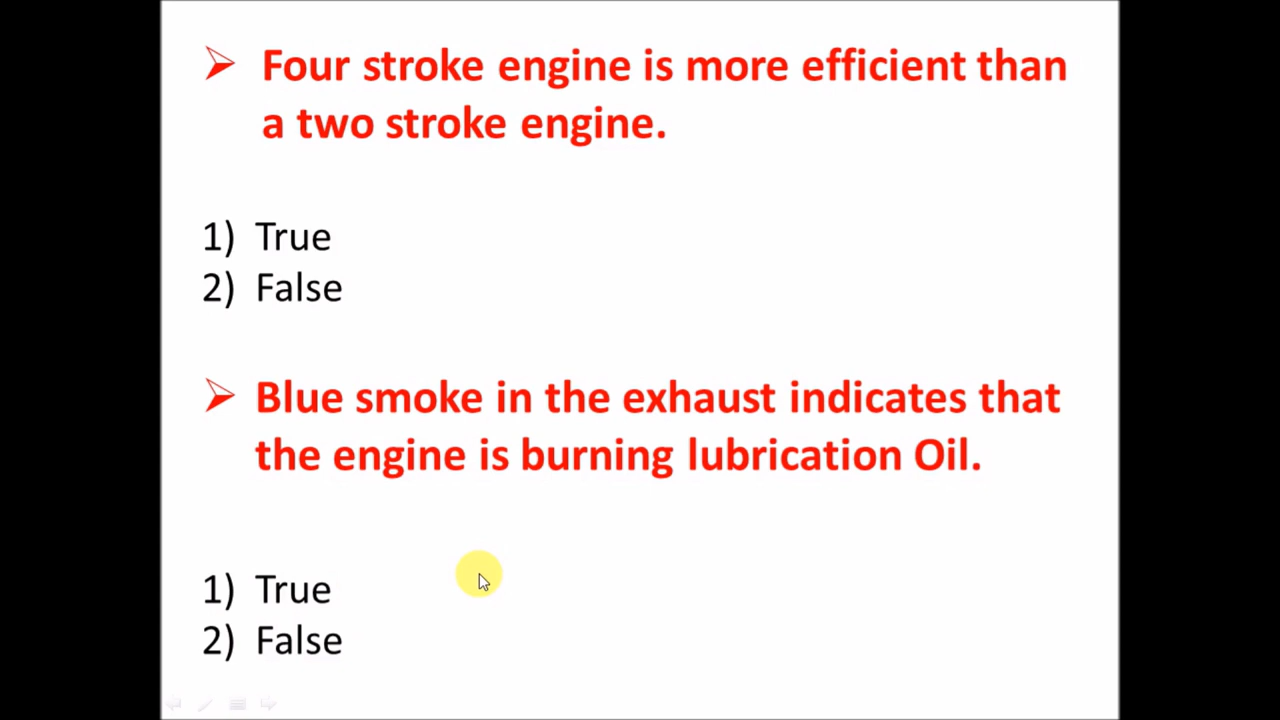 Four stroke engine is more efficient than
a two stroke engine.
1) True
2) False
Blue smoke in the exhaust indicates that
the engine is burning lubrication Oil.
1) True
2) False